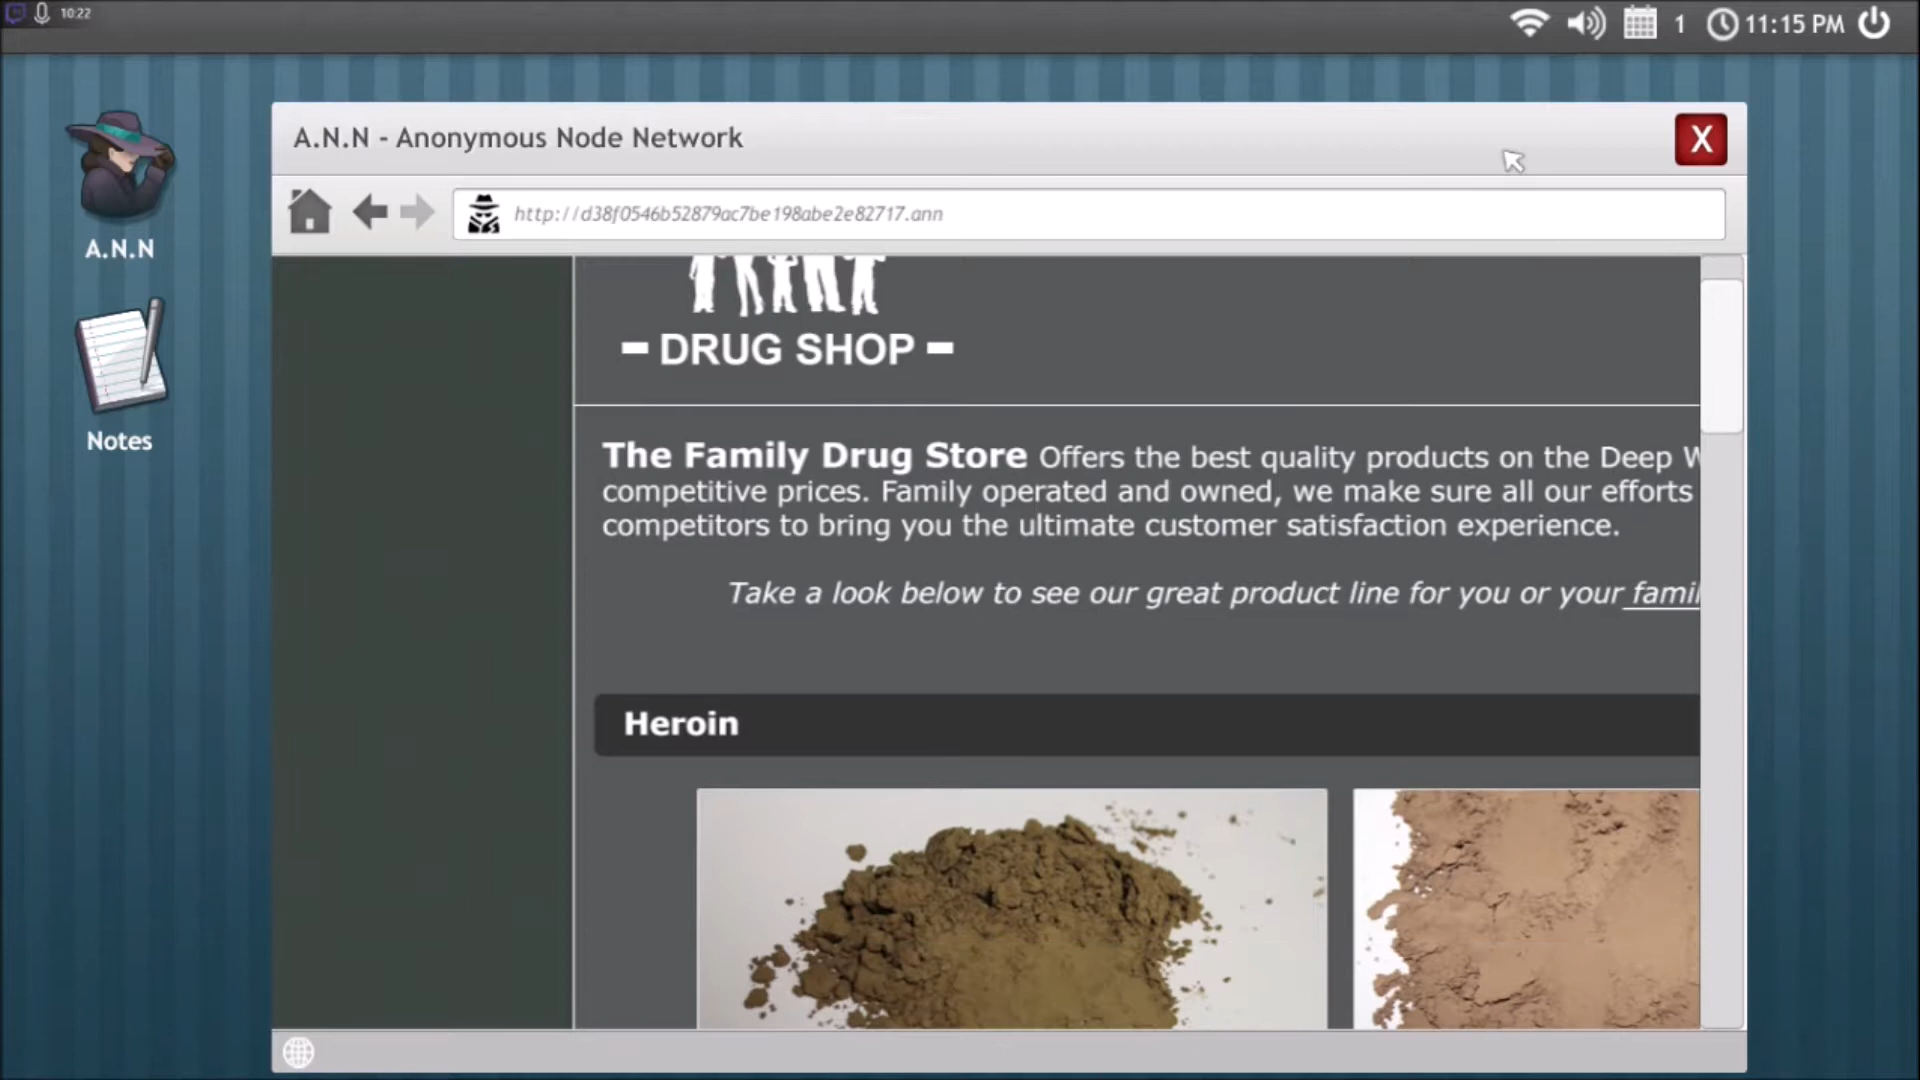 10:22
1
11:15 PM
A.N.N - Anonymous Node Network
X
http://d38f0546b52879ac7be198abe2e82717.ann
A.N.N
Notes
- DRUG SHOP -
The Family Drug Store Offers the best quality products on the Deep
competitive prices. Family operated and owned, we make sure all our efforts
competitors to bring you the ultimate customer satisfaction experience.
Take a look below to see our great product line for you or your
Heroin